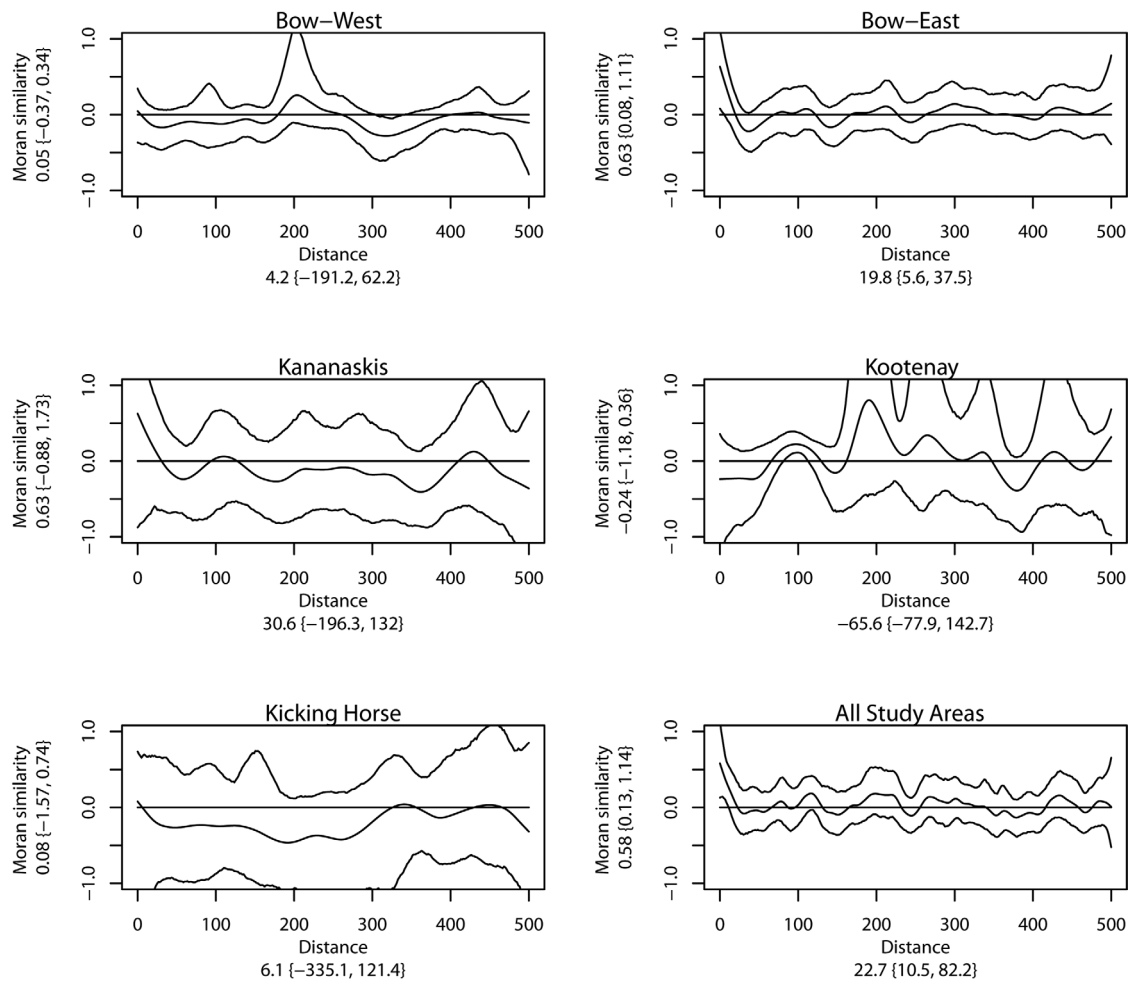 Bow−West
Moran similarity
0.05 {−0.37, 0.34}
1.0
0.0
−1.0
0 100 200 300 400 500
Distance
4.2 {−191.2, 62.2}
Bow−East
Moran similarity
0.63 {0.08, 1.11}
1.0
0.0
−1.0
0 100 200 300 400 500
Distance
19.8 {5.6, 37.5}
Kananaskis
Moran similarity
0.63 {−0.88, 1.73}
1.0
0.0
−1.0
0 100 200 300 400 500
Distance
30.6 {−196.3, 132}
Kootenay
Moran similarity
−0.24 {−1.18, 0.36}
1.0
0.0
−1.0
0 100 200 300 400 500
Distance
−65.6 {−77.9, 142.7}
Kicking Horse
Moran similarity
0.08 {−1.57, 0.74}
1.0
0.0
−1.0
0 100 200 300 400 500
Distance
6.1 {−335.1, 121.4}
All Study Areas
Moran similarity
0.58 {0.13, 1.14}
1.0
0.0
−1.0
0 100 200 300 400 500
Distance
22.7 {10.5, 82.2}